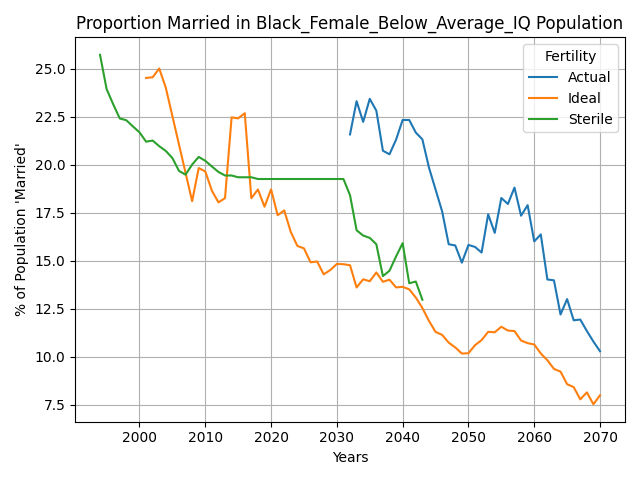 Proportion Married in Black_Female_Below_Average_IQ Population
Fertility
Actual
Ideal
Sterile
% of Population 'Married'
25.0
22.5
20.0
17.5
15.0
12.5
10.0
7.5
2000 2010 2020 2030 2040 2050 2060 2070
Years